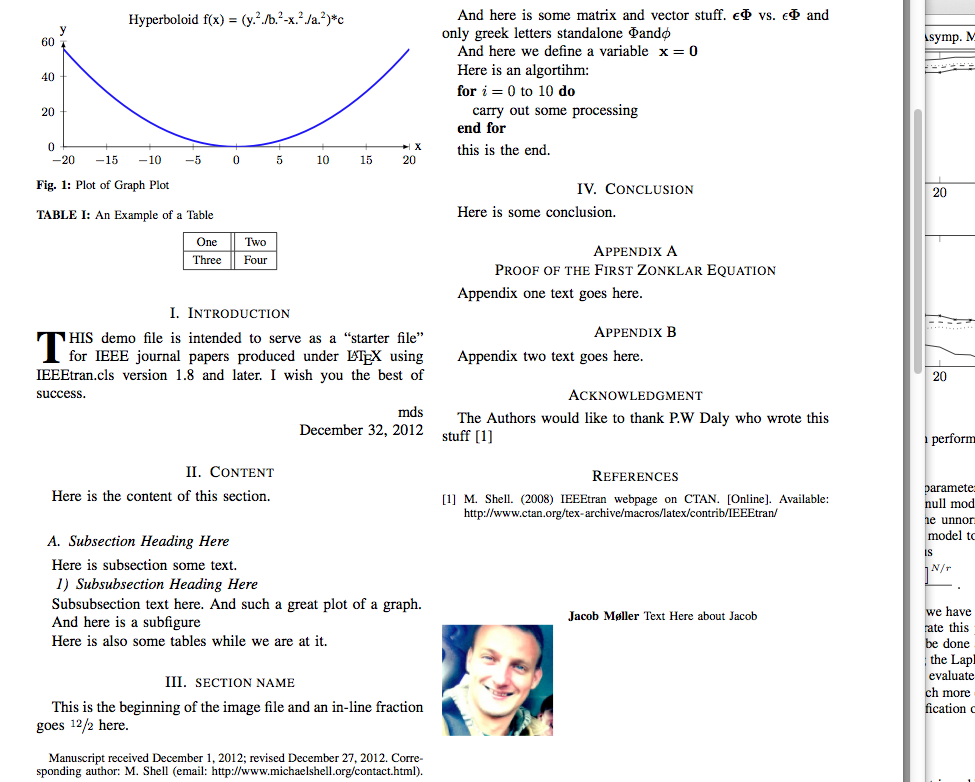 Hyperboloid f(x) = (y.²./b.²-x.²./a.²)*c
y
60
40
20
0
−20 −15 −10 −5 0 5 10 15 20
x
Fig. 1: Plot of Graph Plot
TABLE I: An Example of a Table
One Two
Three Four
I. INTRODUCTION
THIS demo file is intended to serve as a “starter file”
for IEEE journal papers produced under LATEX using
IEEEtran.cls version 1.8 and later. I wish you the best of
success.
mds
December 32, 2012
II. CONTENT
Here is the content of this section.
A. Subsection Heading Here
Here is subsection some text.
1) Subsubsection Heading Here
Subsubsection text here. And such a great plot of a graph.
And here is a subfigure
Here is also some tables while we are at it.
III. SECTION NAME
This is the beginning of the image file and an in-line fraction
goes 12/2 here.
Manuscript received December 1, 2012; revised December 27, 2012. Corre-
sponding author: M. Shell (email: http://www.michaelshell.org/contact.html).
And here is some matrix and vector stuff. ϵΦ vs. ϵΦ and
only greek letters standalone Φandϕ
And here we define a variable x = 0
Here is an algortihm:
for i = 0 to 10 do
carry out some processing
end for
this is the end.
IV. CONCLUSION
Here is some conclusion.
APPENDIX A
PROOF OF THE FIRST ZONKLAR EQUATION
Appendix one text goes here.
APPENDIX B
Appendix two text goes here.
ACKNOWLEDGMENT
The Authors would like to thank P.W Daly who wrote this
stuff [1]
REFERENCES
[1] M. Shell. (2008) IEEEtran webpage on CTAN. [Online]. Available:
http://www.ctan.org/tex-archive/macros/latex/contrib/IEEEtran/
Jacob Møller Text Here about Jacob
20
20
perform
null mod
model to
N/r
.
we have
rate this
be done
the Lapl
evaluate
ch more
fication